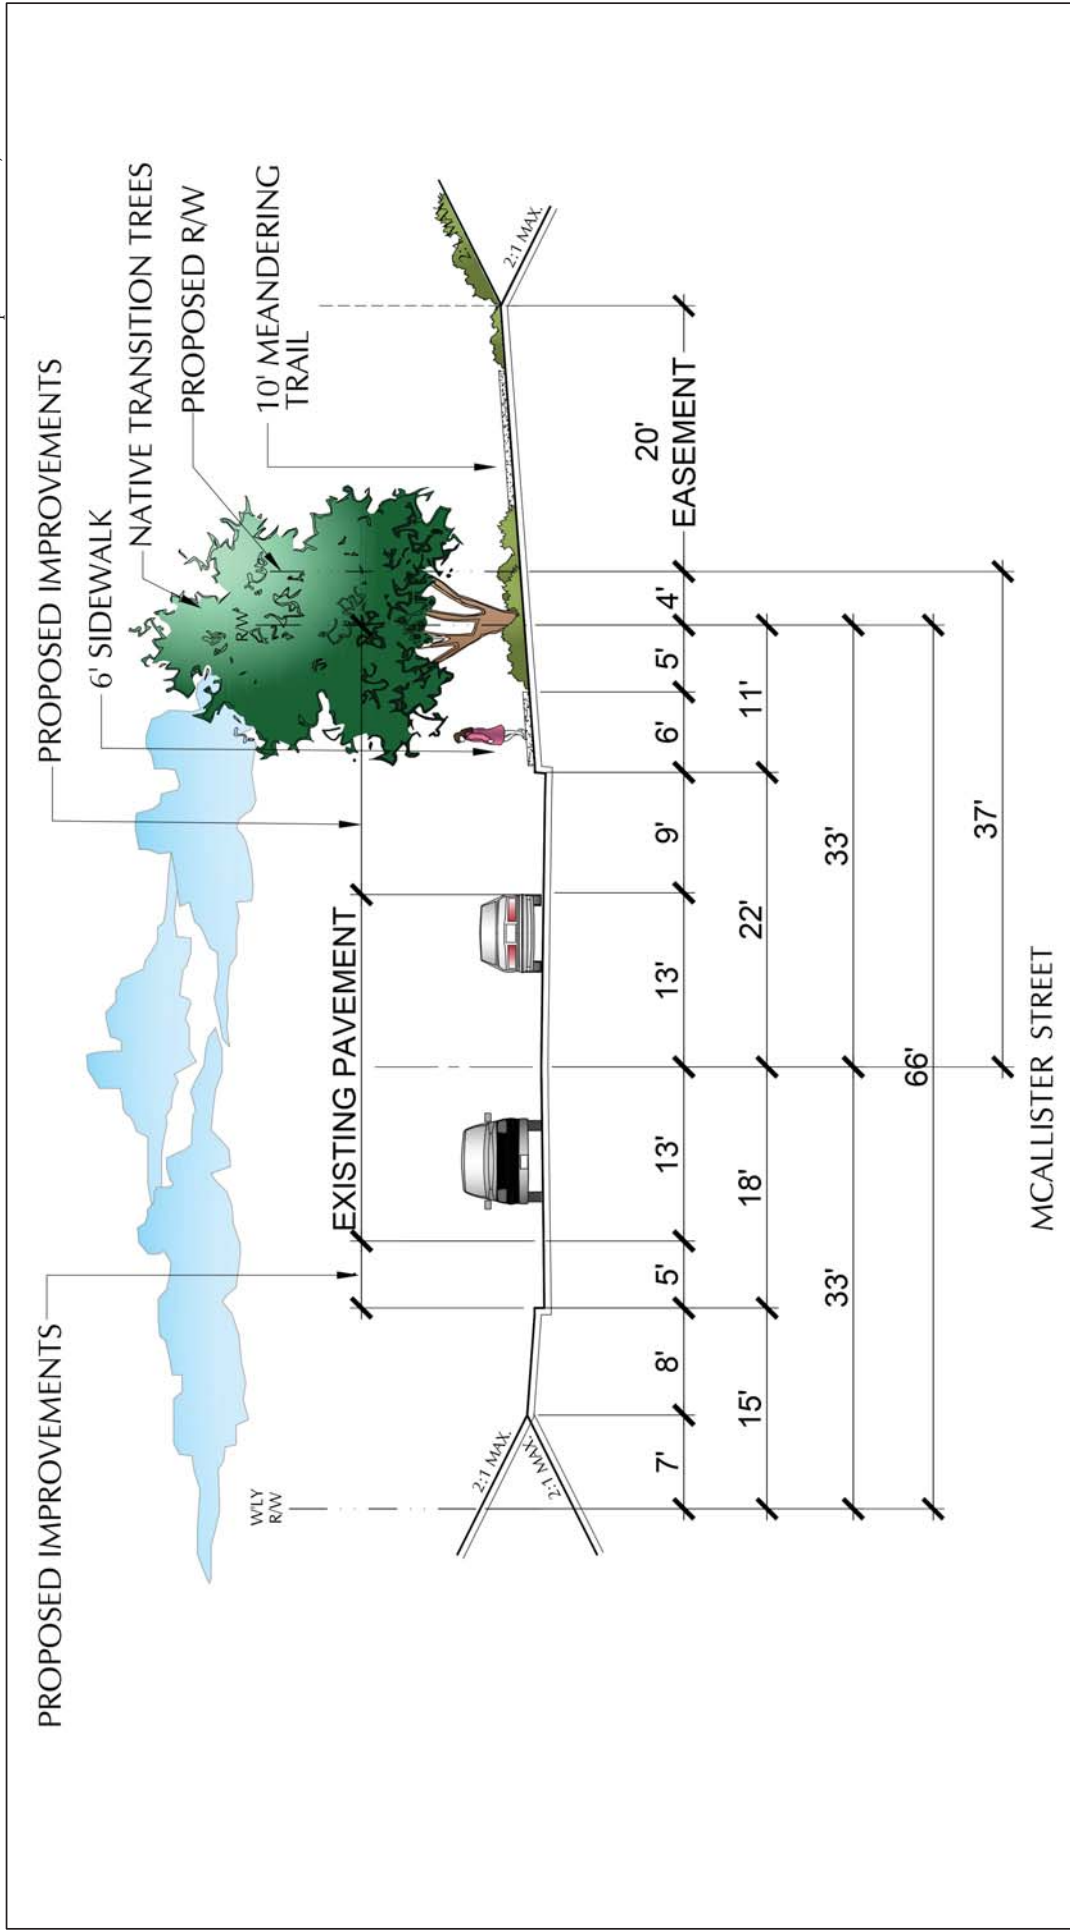 PROPOSED IMPROVEMENTS
PROPOSED IMPROVEMENTS
6' SIDEWALK
NATIVE TRANSITION TREES
PROPOSED R/W
10' MEANDERING
TRAIL
W'LY
R/W
R/W
EXISTING PAVEMENT
2:1 MAX.
2:1 MAX.
2:1 MAX.
7'
8'
5'
13'
13'
9'
6'
5'
4'
20'
EASEMENT
15'
18'
22'
11'
33'
33'
66'
37'
MCALLISTER STREET